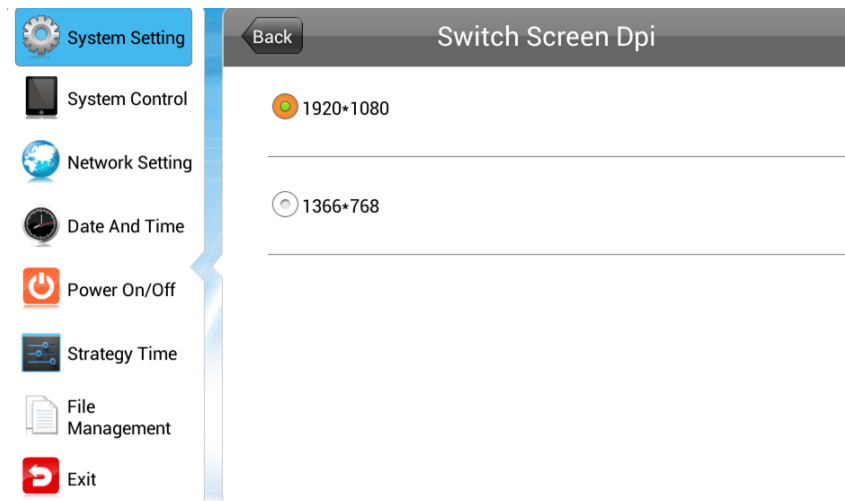 System Setting
Back
Switch Screen Dpi
System Control
1920*1080
Network Setting
1366*768
Date And Time
Power On/Off
Strategy Time
File
Management
Exit